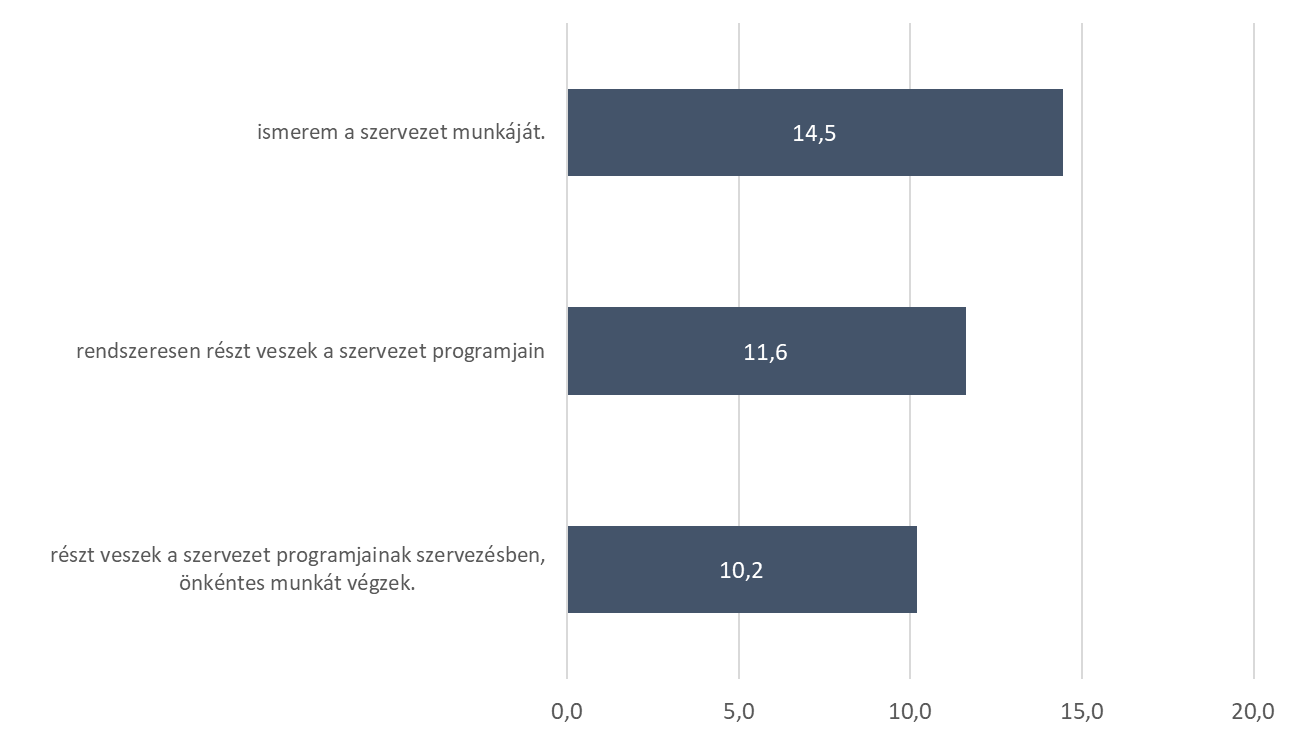 ismerem a szervezet munkáját.
14,5
rendszeresen részt veszek a szervezet programjain
11,6
részt veszek a szervezet programjainak szervezésben,
önkéntes munkát végzek.
10,2
0,0 5,0 10,0 15,0 20,0